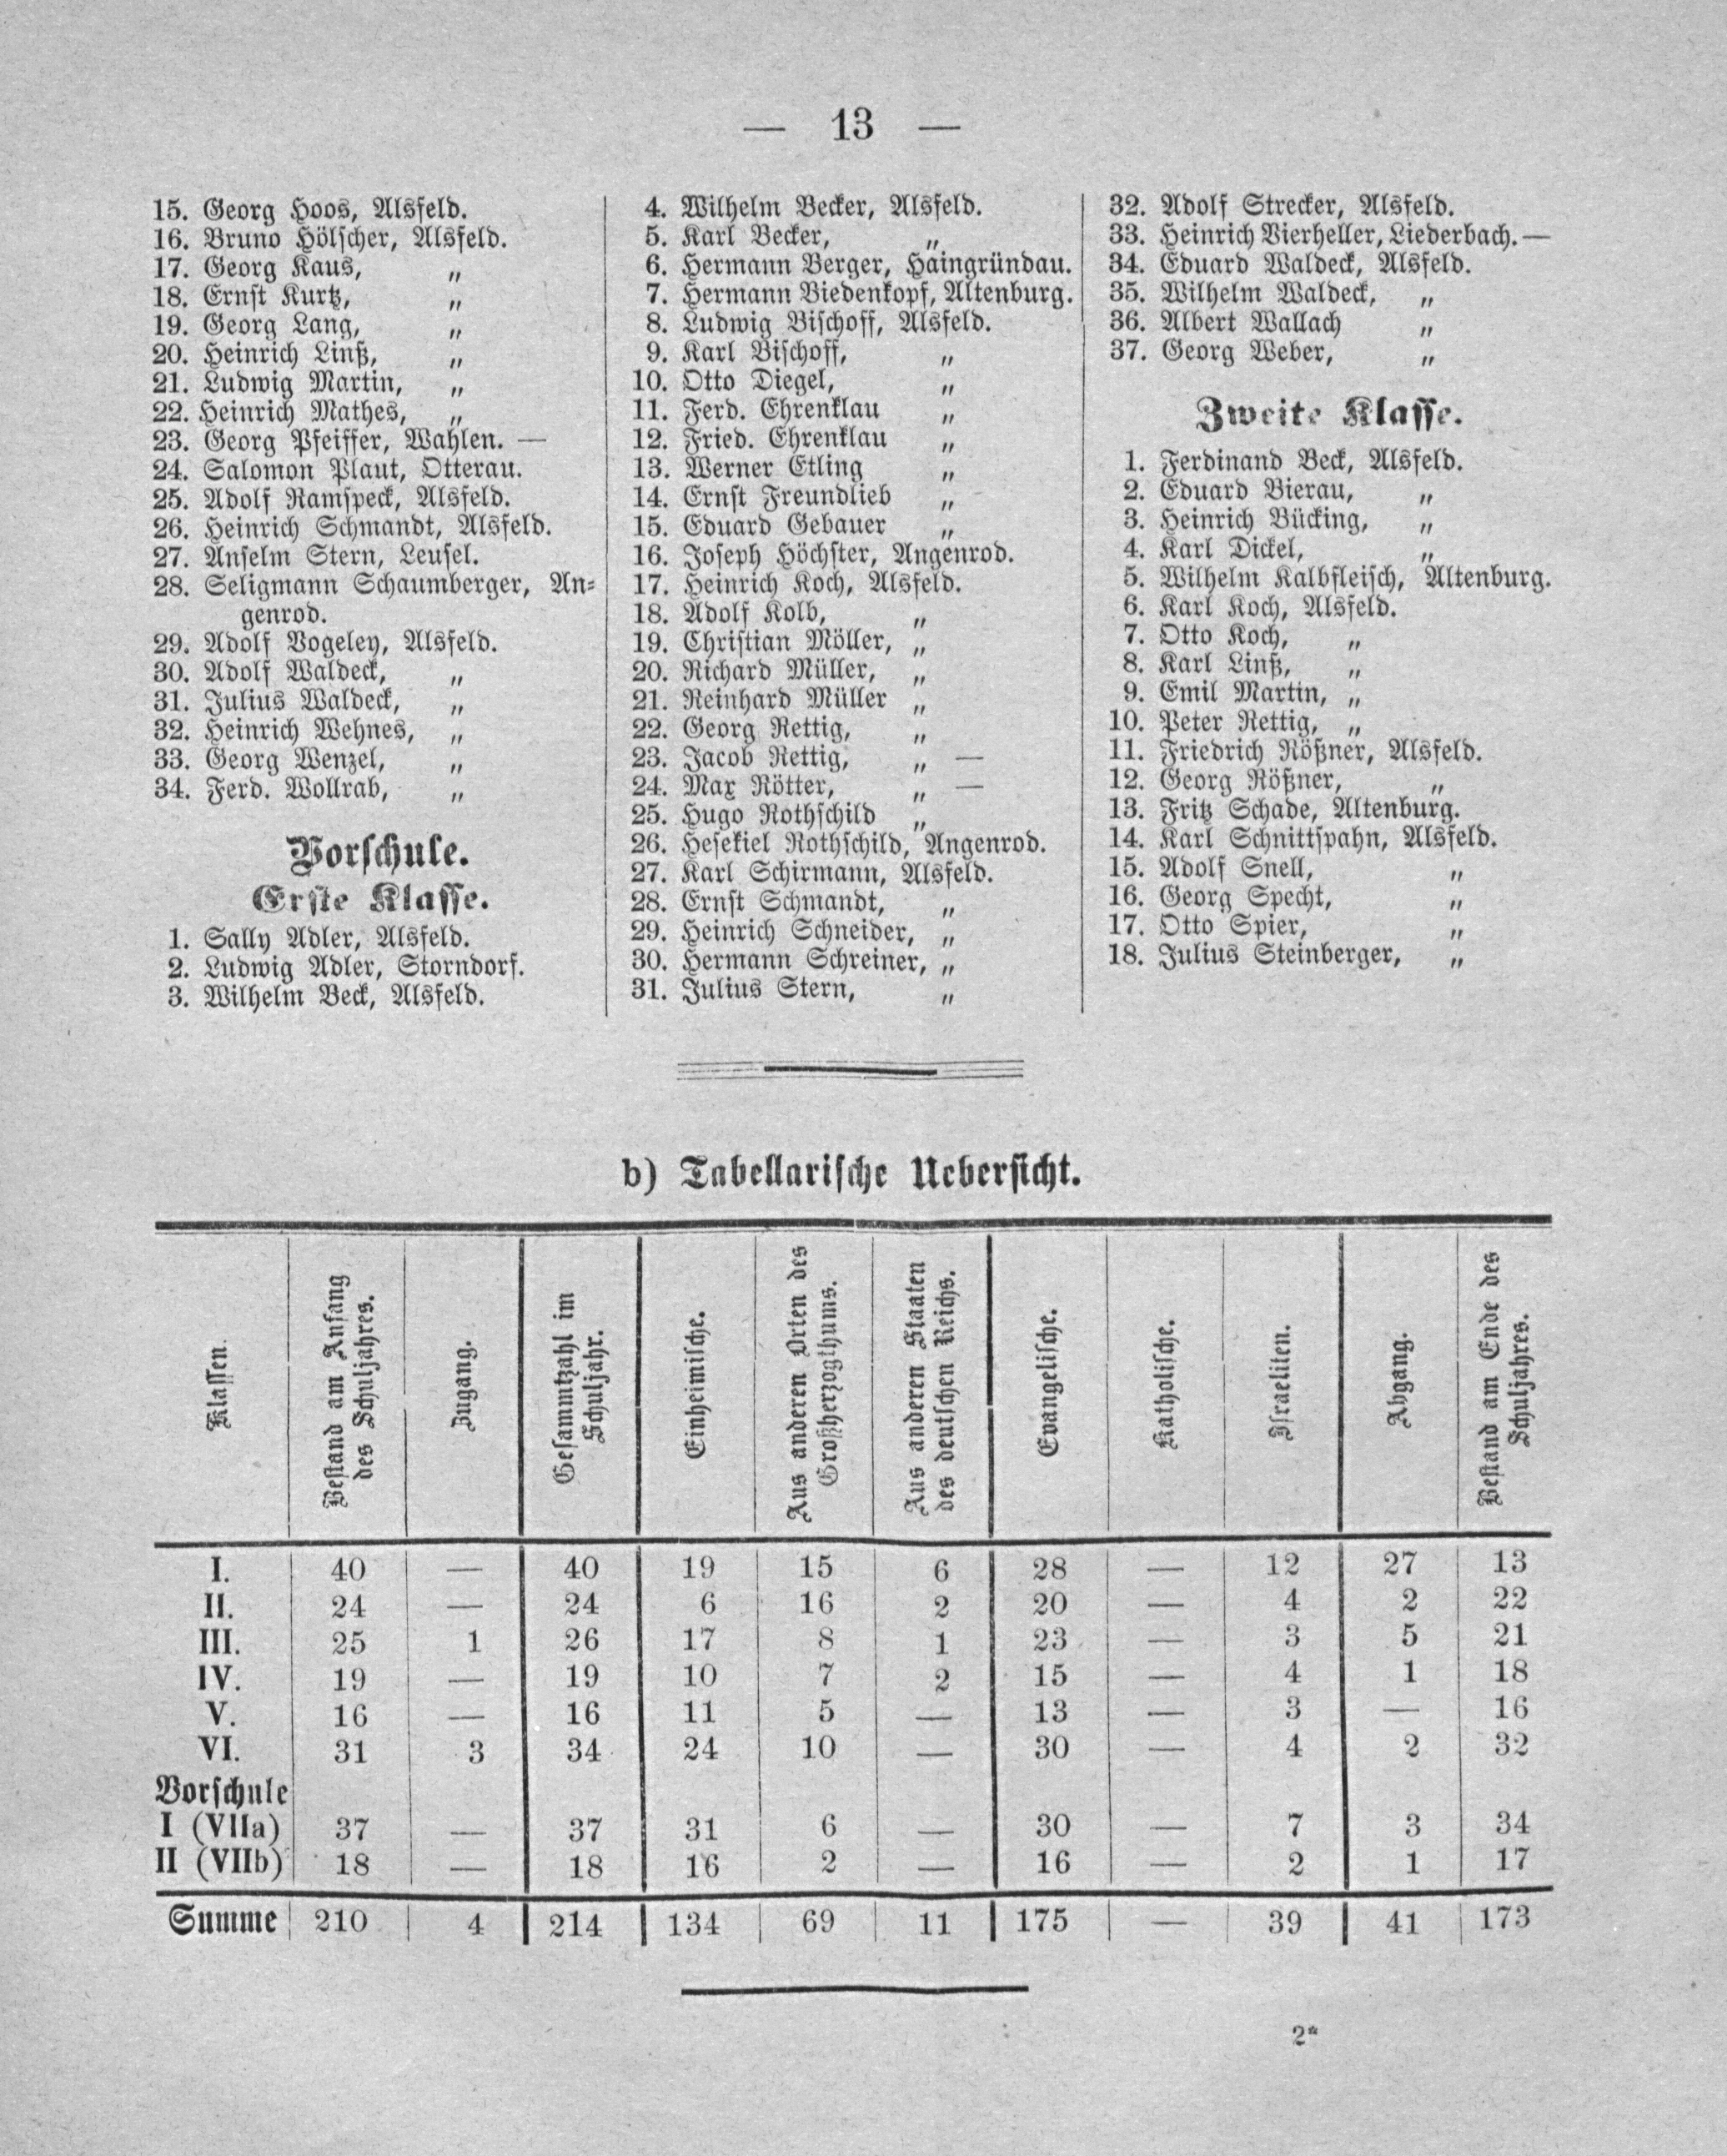 — 13 —
15. Georg Hoos, Alsfeld.
16. Bruno Hölscher, Alsfeld.
17. Georg Kaus, „
18. Ernst Kurtz, „
19. Georg Lang, „
20. Heinrich Linß, „
21. Ludwig Martin, „
22. Heinrich Mathes, „
23. Georg Pfeiffer, Wahlen. —
24. Salomon Plaut, Otterau.
25. Adolf Ramspeck, Alsfeld.
26. Heinrich Schmandt, Alsfeld.
27. Anselm Stern, Leusel.
28. Seligmann Schaumberger, An-
genrod.
29. Adolf Vogeley, Alsfeld.
30. Adolf Waldeck, „
31. Julius Waldeck, „
32. Heinrich Wehnes, „
33. Georg Wenzel, „
34. Ferd. Wollrab, „
Vorschule.
Erste Klasse.
1. Sally Adler, Alsfeld.
2. Ludwig Adler, Storndorf.
3. Wilhelm Beck, Alsfeld.
4. Wilhelm Becker, Alsfeld.
5. Karl Becker, „
6. Hermann Berger, Haingründau.
7. Hermann Biedenkopf, Altenburg.
8. Ludwig Bischoff, Alsfeld.
9. Karl Bischoff, „
10. Otto Diegel, „
11. Ferd. Ehrenklau „
12. Fried. Ehrenklau „
13. Werner Etling „
14. Ernst Freundlieb „
15. Eduard Gebauer „
16. Joseph Höchster, Angenrod.
17. Heinrich Koch, Alsfeld.
18. Adolf Kolb, „
19. Christian Möller, „
20. Richard Müller, „
21. Reinhard Müller „
22. Georg Rettig, „
23. Jacob Rettig, „ —
24. Max Rötter, „ —
25. Hugo Rothschild „
26. Hesekiel Rothschild, Angenrod.
27. Karl Schirmann, Alsfeld.
28. Ernst Schmandt, „
29. Heinrich Schneider, „
30. Hermann Schreiner, „
31. Julius Stern, „
32. Adolf Strecker, Alsfeld.
33. Heinrich Vierheller, Liederbach. —
34. Eduard Waldeck, Alsfeld.
35. Wilhelm Waldeck, „
36. Albert Wallach „
37. Georg Weber, „
Zweite Klasse.
1. Ferdinand Beck, Alsfeld.
2. Eduard Bierau, „
3. Heinrich Bücking, „
4. Karl Dickel, „
5. Wilhelm Kalbfleisch, Altenburg.
6. Karl Koch, Alsfeld.
7. Otto Koch, „
8. Karl Linß, „
9. Emil Martin, „
10. Peter Rettig, „
11. Friedrich Rößner, Alsfeld.
12. Georg Rößner, „
13. Fritz Schade, Altenburg.
14. Karl Schnittspahn, Alsfeld.
15. Adolf Snell, „
16. Georg Specht, „
17. Otto Spier, „
18. Julius Steinberger, „
b) Tabellarische Uebersicht.
Klassen.
Bestand am Anfang
des Schuljahres.
Zugang.
Gesammtzahl im
Schuljahr.
Einheimische.
Aus anderen Orten des
Großherzogthums.
Aus anderen Staaten
des deutschen Reichs.
Evangelische.
Katholische.
Israeliten.
Abgang.
Bestand am Ende des
Schuljahres.
I. 40 — 40 19 15 6 28 — 12 27 13
II. 24 — 24 6 16 2 20 — 4 2 22
III. 25 1 26 17 8 1 23 — 3 5 21
IV. 19 — 19 10 7 2 15 — 4 1 18
V. 16 — 16 11 5 — 13 — 3 — 16
VI. 31 3 34 24 10 — 30 — 4 2 32
Vorschule
I (VIIa) 37 — 37 31 6 — 30 — 7 3 34
II (VIIb) 18 — 18 16 2 — 16 — 2 1 17
Summe 210 4 214 134 69 11 175 — 39 41 173
2*